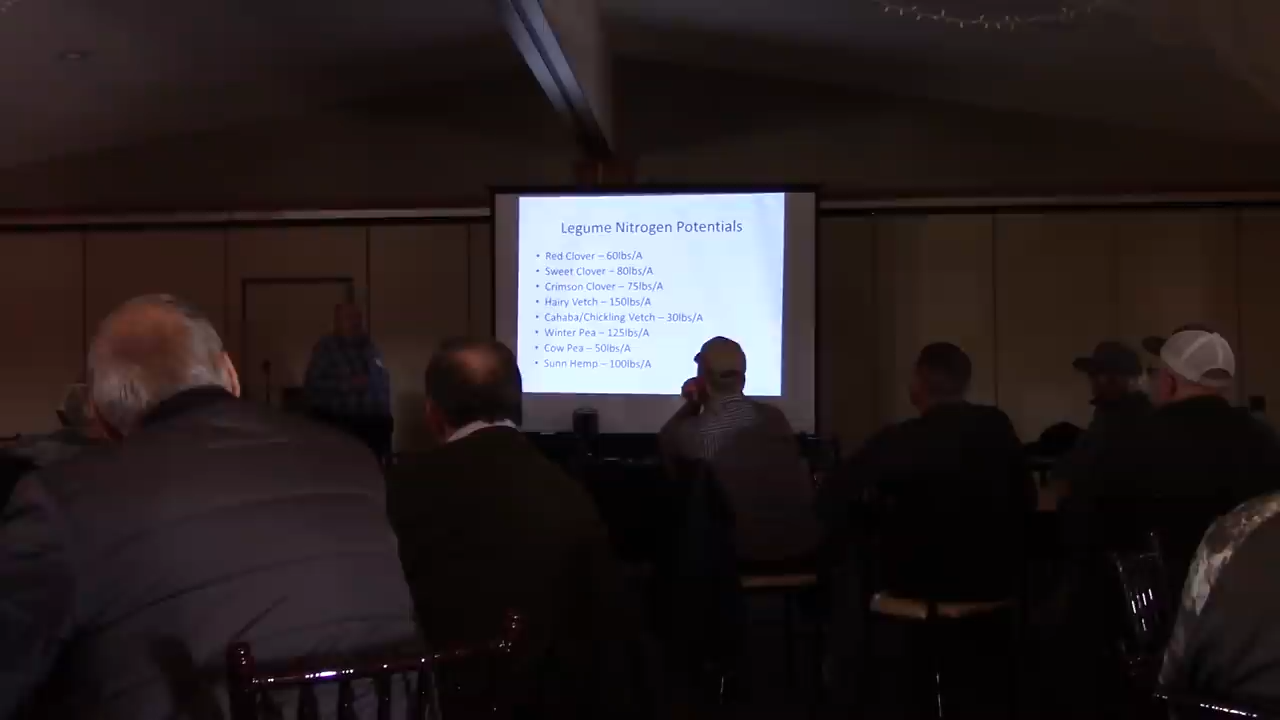 Legume Nitrogen Potentials
• Red Clover – 60lbs/A
• Sweet Clover – 80lbs/A
• Crimson Clover – 75lbs/A
• Hairy Vetch – 150lbs/A
• Cahaba/Chickling Vetch – 30lbs/A
• Winter Pea – 125lbs/A
• Cow Pea – 50lbs/A
• Sunn Hemp – 100lbs/A